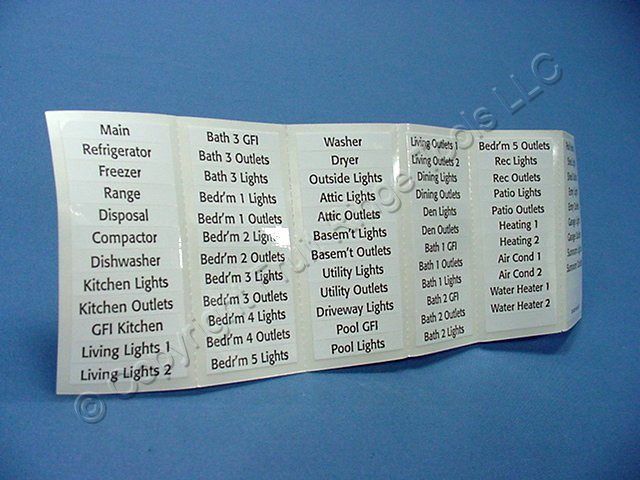 Main
Refrigerator
Freezer
Range
Disposal
Compactor
Dishwasher
Kitchen Lights
Kitchen Outlets
GFI Kitchen
Living Lights 1
Living Lights 2
Bath 3 GFI
Bath 3 Outlets
Bath 3 Lights
Bedr'm 1 Lights
Bedr'm 1 Outlets
Bedr'm 2 Lights
Bedr'm 2 Outlets
Bedr'm 3 Lights
Bedr'm 3 Outlets
Bedr'm 4 Lights
Bedr'm 4 Outlets
Bedr'm 5 Lights
Washer
Dryer
Outside Lights
Attic Lights
Attic Outlets
Basem't Lights
Basem't Outlets
Utility Lights
Utility Outlets
Driveway Lights
Pool GFI
Pool Lights
Living Outlets 1
Living Outlets 2
Dining Lights
Dining Outlets
Den Lights
Den Outlets
Bath 1 GFI
Bath 1 Outlets
Bath 1 Lights
Bath 2 GFI
Bath 2 Outlets
Bath 2 Lights
Bedr'm 5 Outlets
Rec Lights
Rec Outlets
Patio Lights
Patio Outlets
Heating 1
Heating 2
Air Cond 1
Air Cond 2
Water Heater 1
Water Heater 2
© Copyright LLC